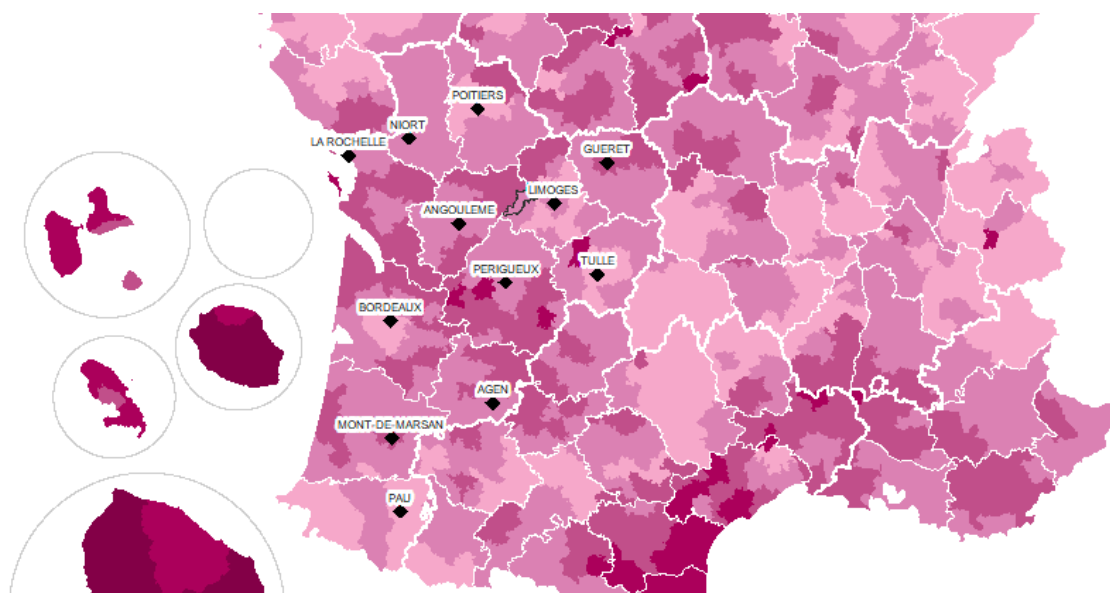 POITIERS
NIORT
LA ROCHELLE
GUERET
LIMOGES
ANGOULEME
PERIGUEUX
TULLE
BORDEAUX
AGEN
MONT-DE-MARSAN
PAU